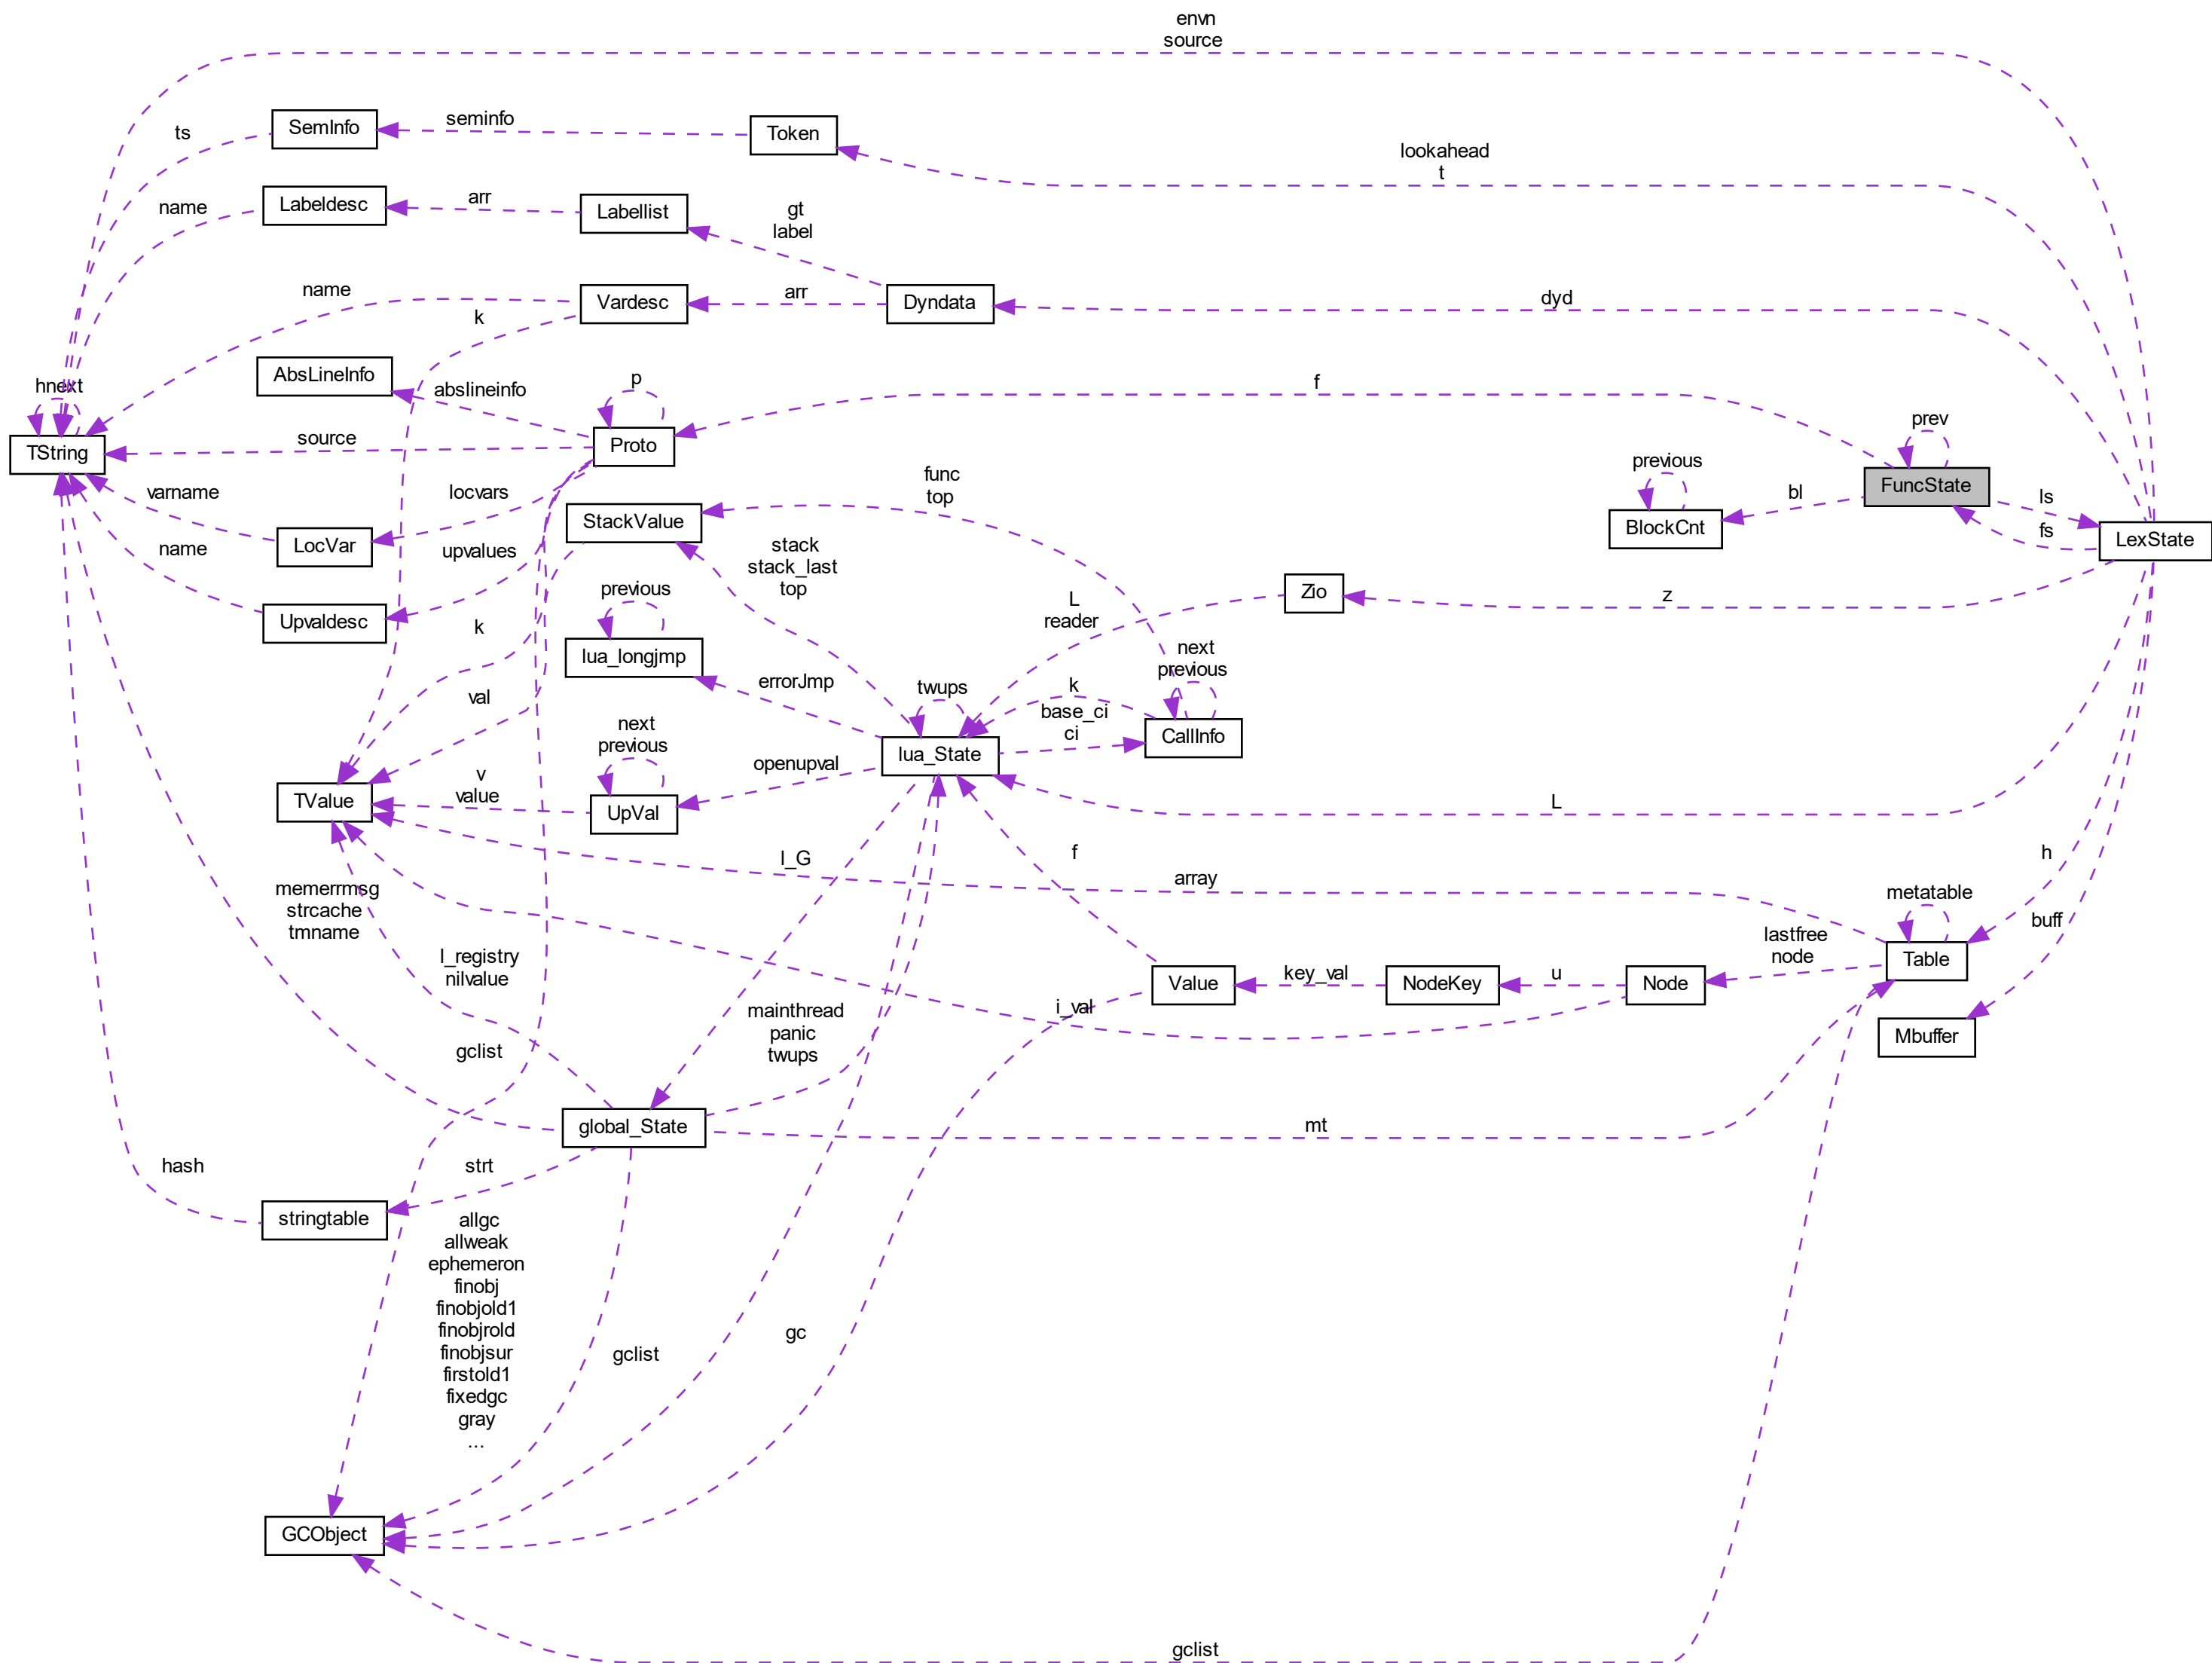 envn
source
SemInfo
ts
seminfo
Token
lookahead
t
Labeldesc
name
arr
Labellist
gt
label
name
Vardesc
arr
Dyndata
dyd
k
AbsLineInfo
abslineinfo
p
f
prev
hnext
TString
source
Proto
previous
bl
FuncState
ls
fs
varname
locvars
func
top
StackValue
BlockCnt
LexState
LocVar
name
upvalues
stack
stack_last
top
Upvaldesc
k
previous
L
reader
Zio
z
lua_longjmp
val
errorJmp
twups
k
next
previous
base_ci
ci
CallInfo
lua_State
next
previous
openupval
v
value
TValue
UpVal
L
l_G
f
array
h
metatable
buff
memerrmsg
strcache
tmname
lastfree
node
Table
l_registry
nilvalue
Value
key_val
NodeKey
u
Node
i_val
mainthread
panic
twups
Mbuffer
gclist
global_State
mt
hash
strt
stringtable
allgc
allweak
ephemeron
finobj
finobjold1
finobjrold
finobjsur
firstold1
fixedgc
gray
...
gclist
gc
GCObject
gclist